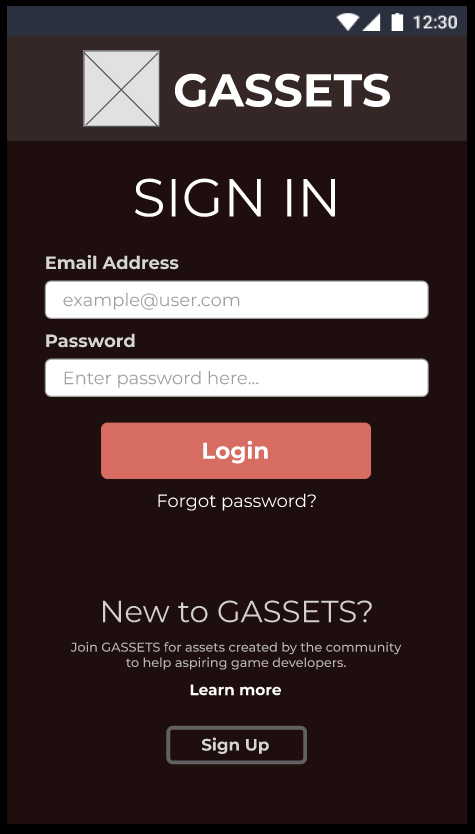 12:30
GASSETS
SIGN IN
Email Address
example@user.com
Password
Enter password here...
Login
Forgot password?
New to GASSETS?
Join GASSETS for assets created by the community
to help aspiring game developers.
Learn more
Sign Up